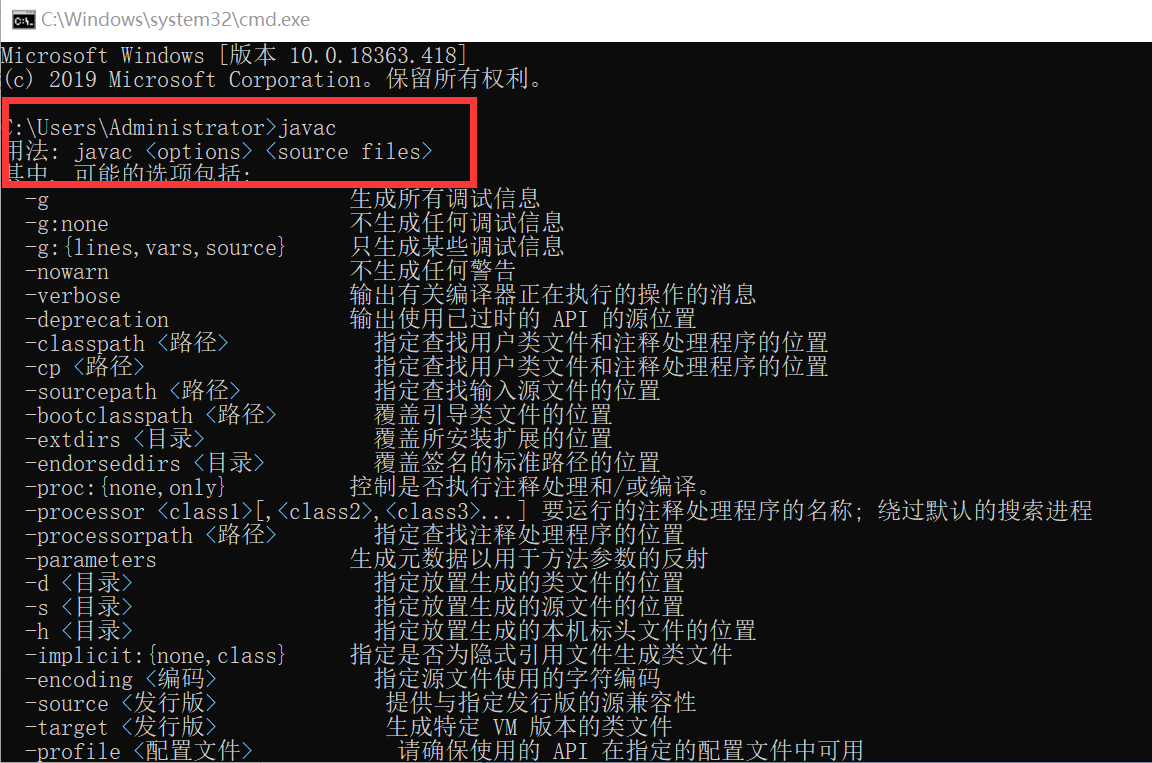 C:\Windows\system32\cmd.exe
Microsoft Windows [版本 10.0.18363.418]
(c) 2019 Microsoft Corporation。保留所有权利。
C:\Users\Administrator>javac
用法: javac <options> <source files>
其中, 可能的选项包括:
-g 生成所有调试信息
-g:none 不生成任何调试信息
-g:{lines,vars,source} 只生成某些调试信息
-nowarn 不生成任何警告
-verbose 输出有关编译器正在执行的操作的消息
-deprecation 输出使用已过时的 API 的源位置
-classpath <路径> 指定查找用户类文件和注释处理程序的位置
-cp <路径> 指定查找用户类文件和注释处理程序的位置
-sourcepath <路径> 指定查找输入源文件的位置
-bootclasspath <路径> 覆盖引导类文件的位置
-extdirs <目录> 覆盖所安装扩展的位置
-endorseddirs <目录> 覆盖签名的标准路径的位置
-proc:{none,only} 控制是否执行注释处理和/或编译。
-processor <class1>[,<class2>,<class3>...] 要运行的注释处理程序的名称; 绕过默认的搜索进程
-processorpath <路径> 指定查找注释处理程序的位置
-parameters 生成元数据以用于方法参数的反射
-d <目录> 指定放置生成的类文件的位置
-s <目录> 指定放置生成的源文件的位置
-h <目录> 指定放置生成的本机标头文件的位置
-implicit:{none,class} 指定是否为隐式引用文件生成类文件
-encoding <编码> 指定源文件使用的字符编码
-source <发行版> 提供与指定发行版的源兼容性
-target <发行版> 生成特定 VM 版本的类文件
-profile <配置文件> 请确保使用的 API 在指定的配置文件中可用